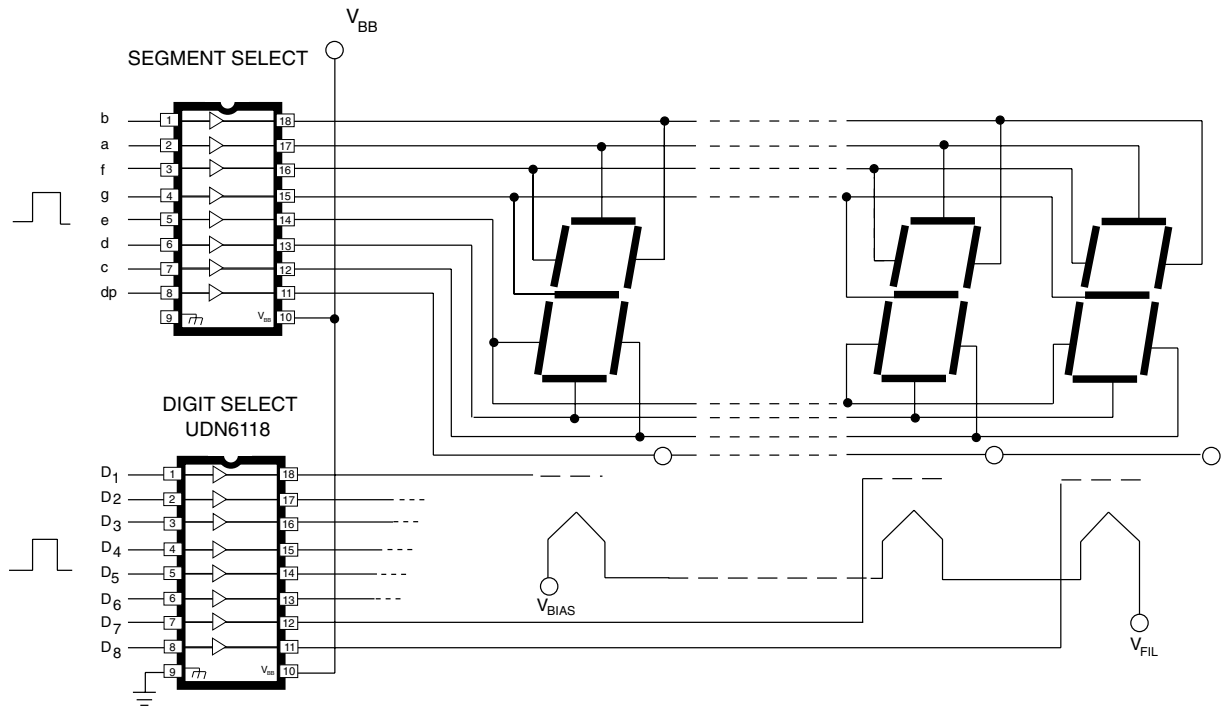 V_BB
SEGMENT SELECT
b 1 18
a 2 17
f 3 16
g 4 15
e 5 14
d 6 13
c 7 12
dp 8 11
9 V_BB 10
DIGIT SELECT
UDN6118
D1 1 18
D2 2 17
D3 3 16
D4 4 15
D5 5 14
D6 6 13
D7 7 12
D8 8 11
9 V_BB 10
V_BIAS
V_FIL